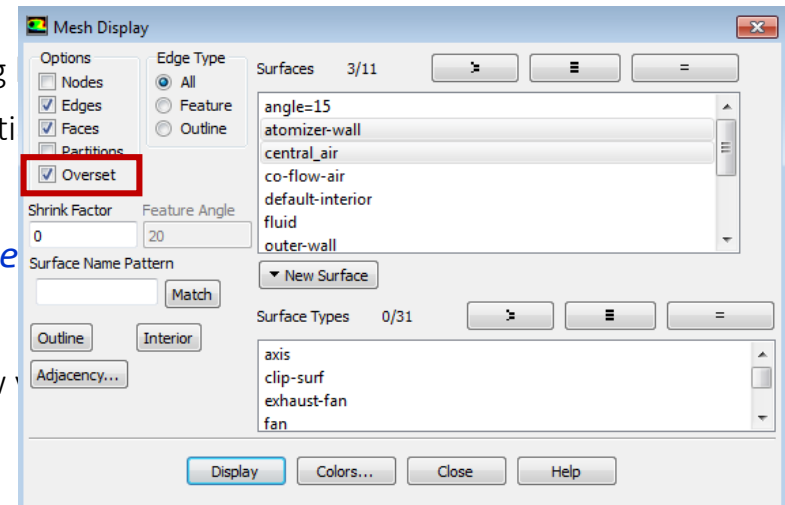 Mesh Display
Options
Nodes
Edges
Faces
Partitions
Overset
Edge Type
All
Feature
Outline
Shrink Factor
0
Feature Angle
20
Surface Name Pattern
Match
Outline
Interior
Adjacency...
Surfaces 3/11
angle=15
atomizer-wall
central_air
co-flow-air
default-interior
fluid
outer-wall
New Surface
Surface Types 0/31
axis
clip-surf
exhaust-fan
fan
Display
Colors...
Close
Help